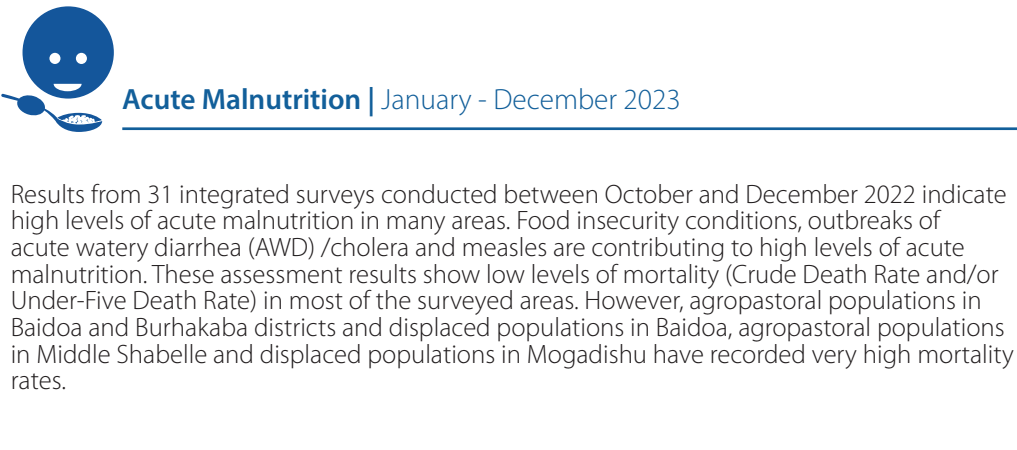 Acute Malnutrition | January - December 2023
Results from 31 integrated surveys conducted between October and December 2022 indicate
high levels of acute malnutrition in many areas. Food insecurity conditions, outbreaks of
acute watery diarrhea (AWD) /cholera and measles are contributing to high levels of acute
malnutrition. These assessment results show low levels of mortality (Crude Death Rate and/or
Under-Five Death Rate) in most of the surveyed areas. However, agropastoral populations in
Baidoa and Burhakaba districts and displaced populations in Baidoa, agropastoral populations
in Middle Shabelle and displaced populations in Mogadishu have recorded very high mortality
rates.